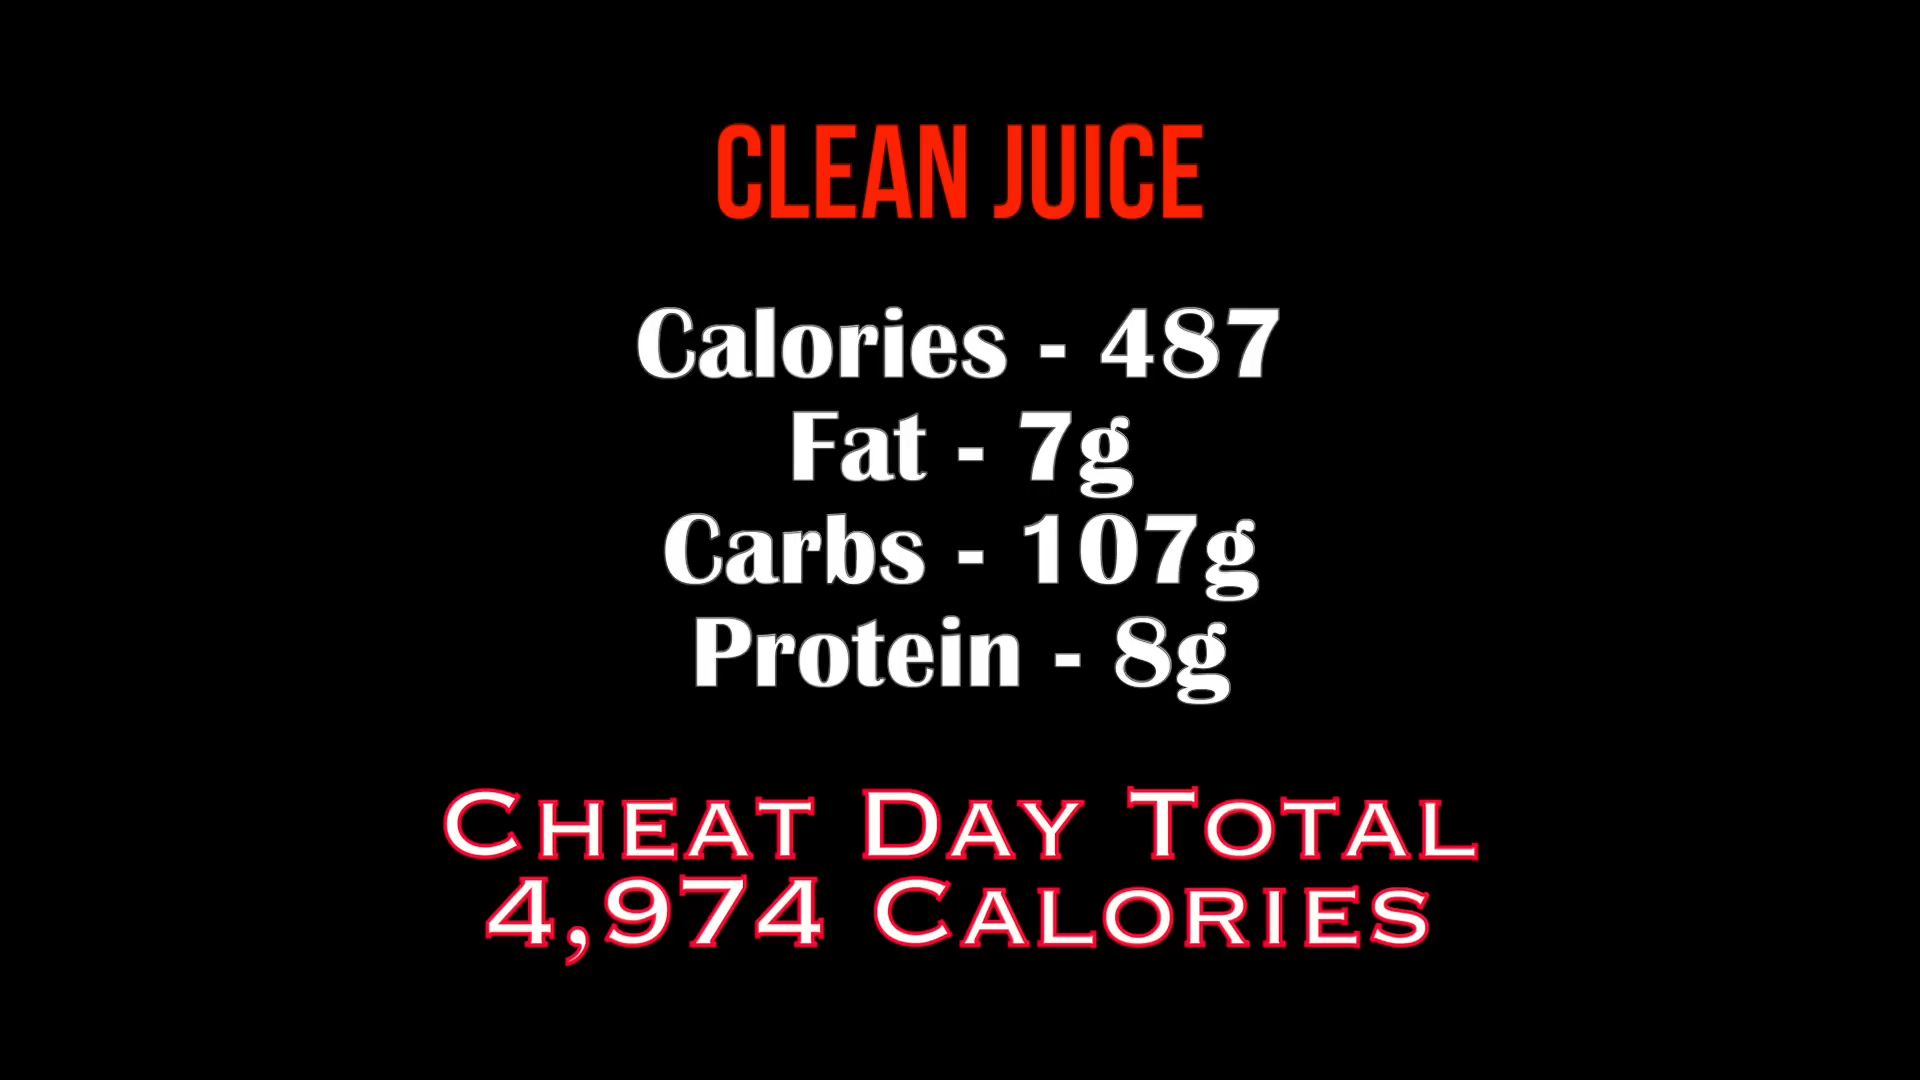 CLEAN JUICE
Calories - 487
Fat - 7g
Carbs - 107g
Protein - 8g
Cheat Day Total
4,974 Calories